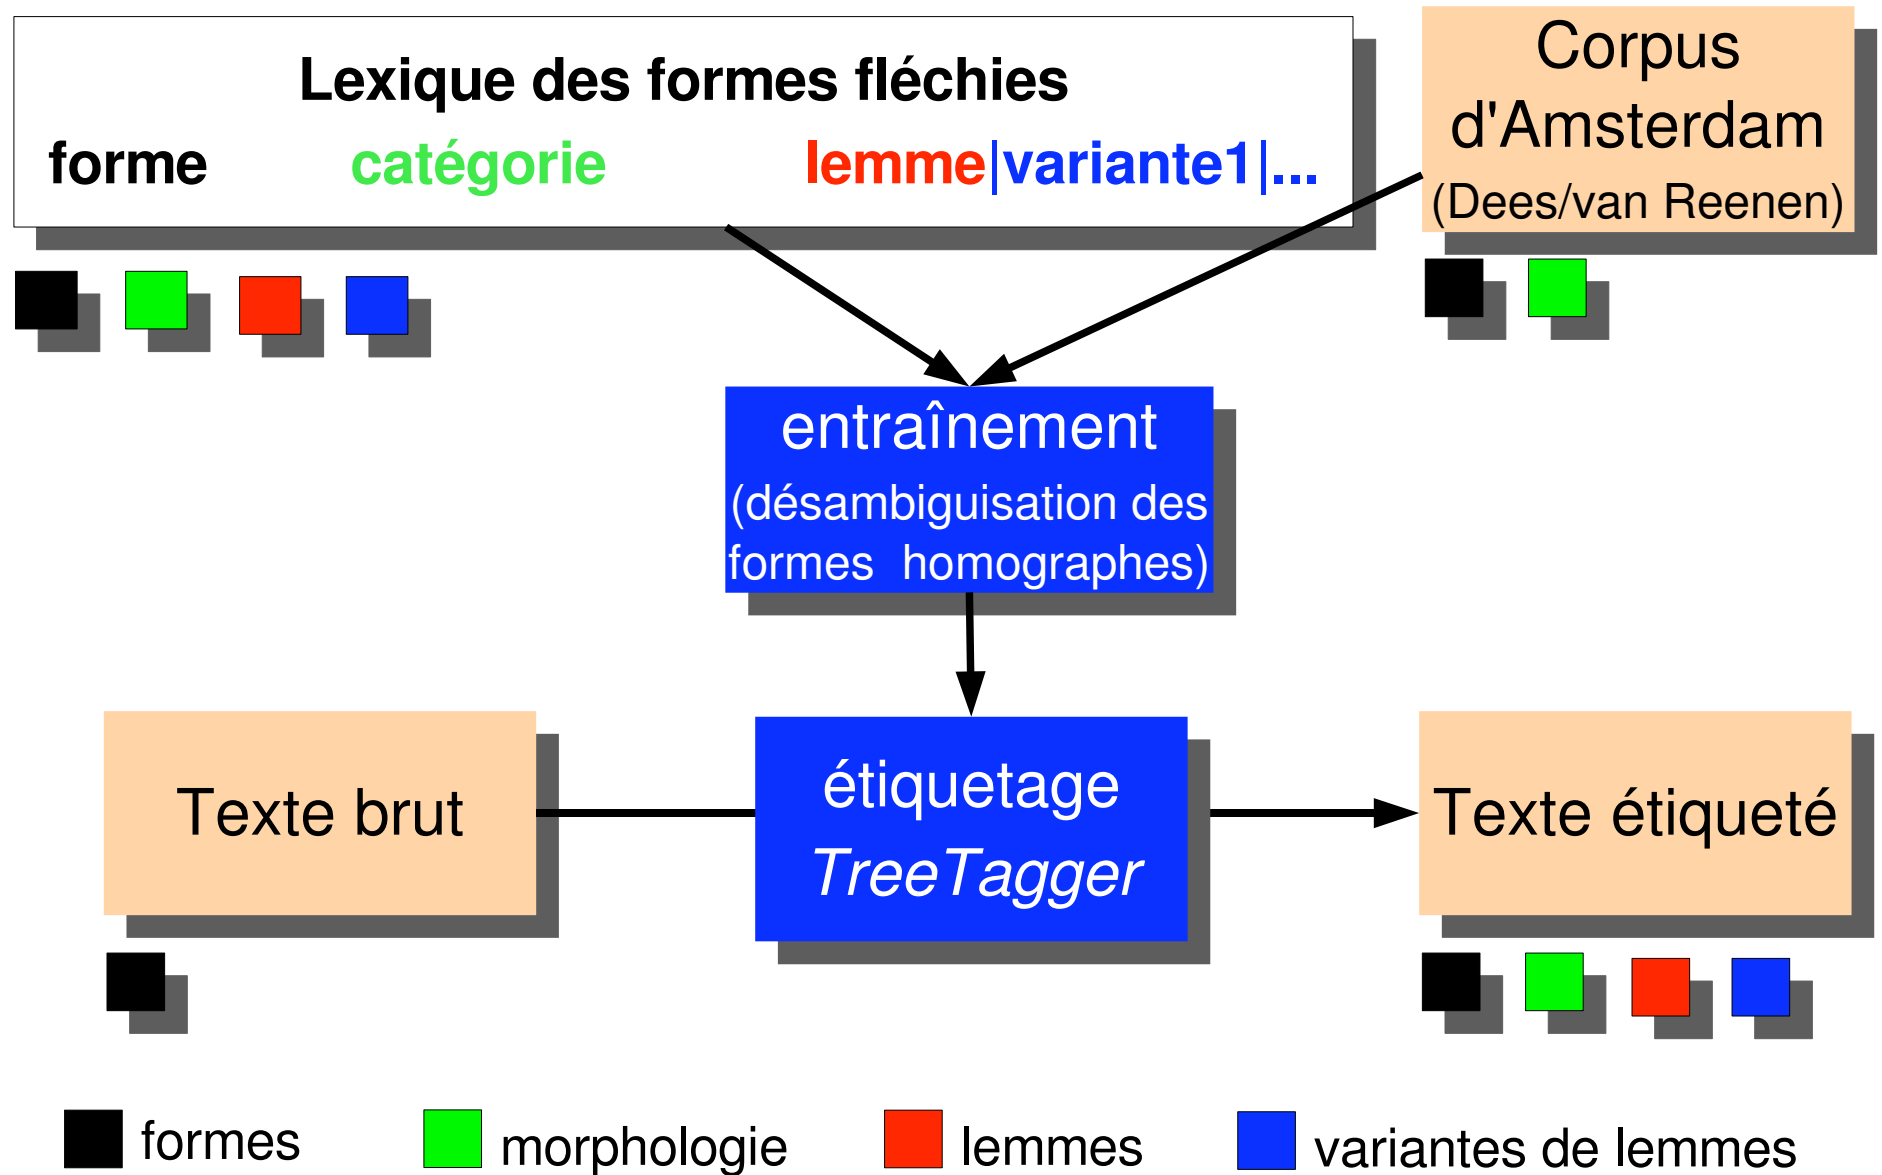 Lexique des formes fléchies
forme catégorie lemme|variante1|...
Corpus
d'Amsterdam
(Dees/van Reenen)
entraînement
(désambiguisation des
formes homographes)
Texte brut
étiquetage
TreeTagger
Texte étiqueté
formes morphologie lemmes variantes de lemmes